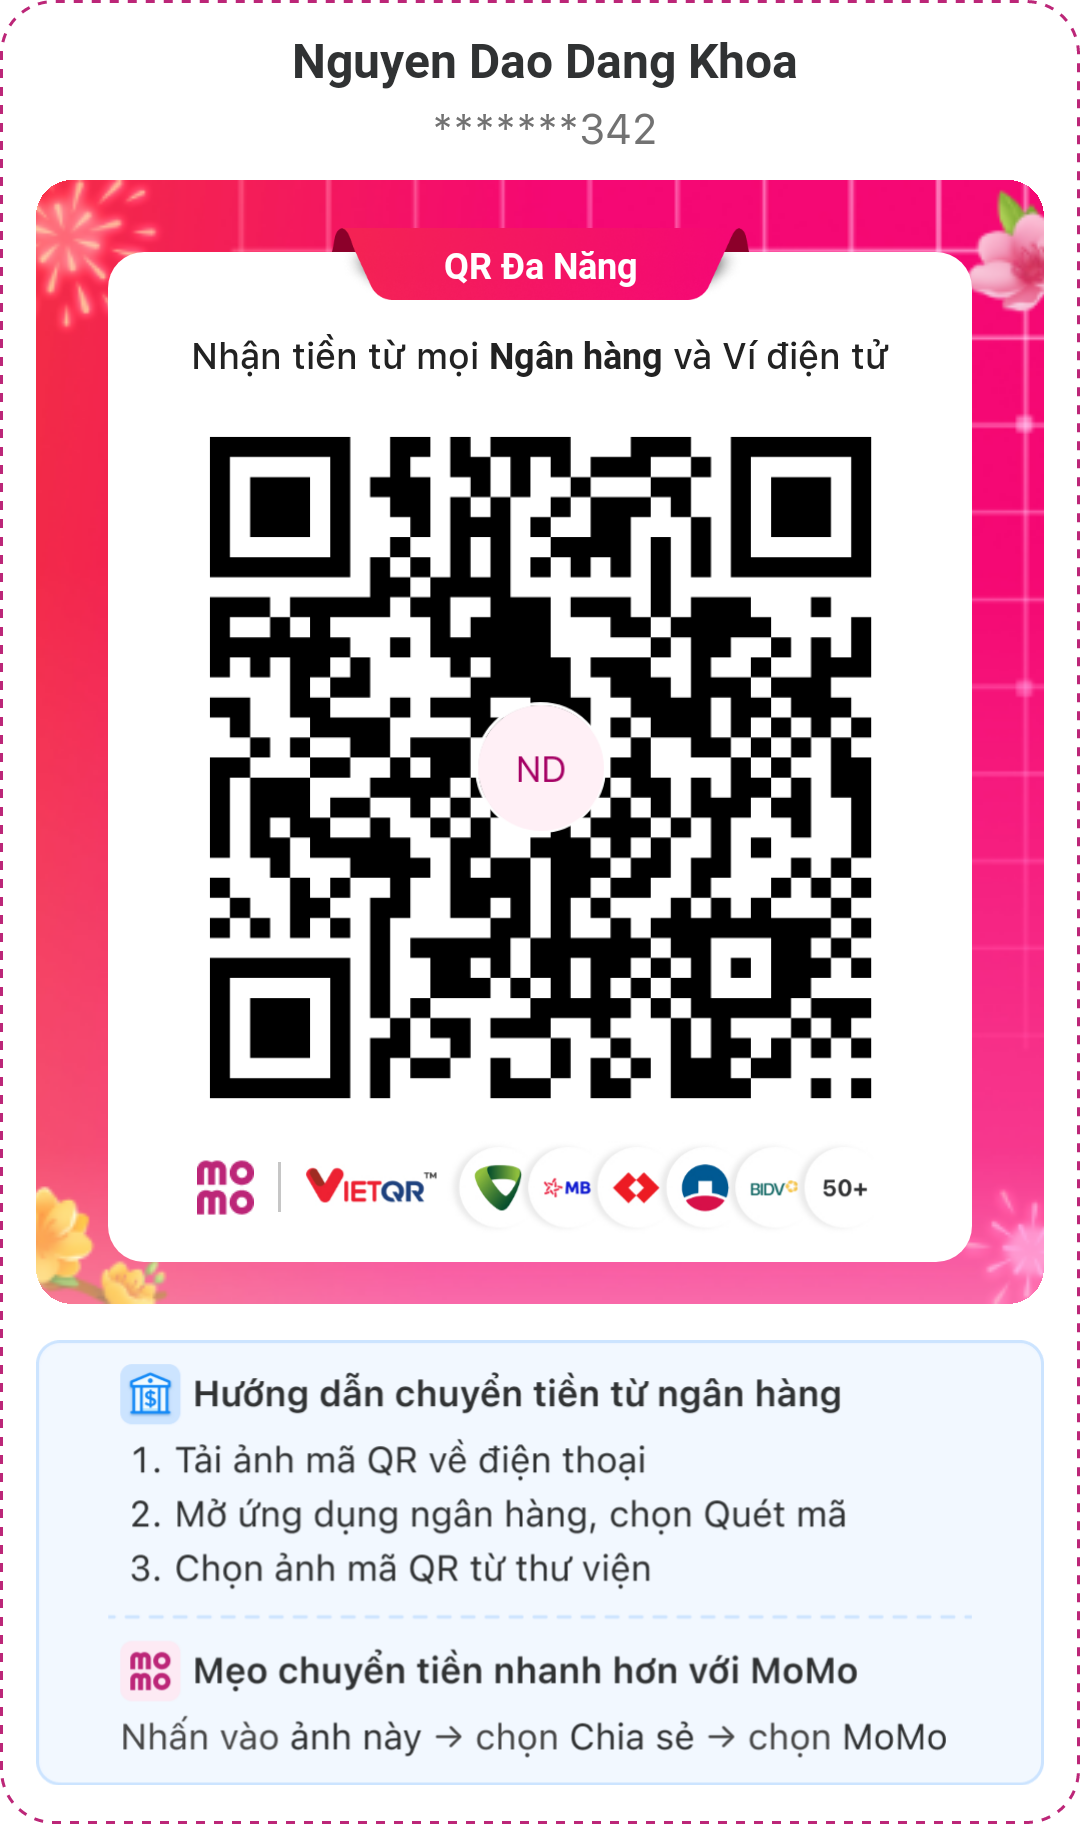 Nguyen Dao Dang Khoa
*******342
QR Đa Năng
Nhận tiền từ mọi Ngân hàng và Ví điện tử
ND
mo
mo
VIETQR™
MB
BIDV
50+
Hướng dẫn chuyển tiền từ ngân hàng
1. Tải ảnh mã QR về điện thoại
2. Mở ứng dụng ngân hàng, chọn Quét mã
3. Chọn ảnh mã QR từ thư viện
mo
mo
Mẹo chuyển tiền nhanh hơn với MoMo
Nhấn vào ảnh này → chọn Chia sẻ → chọn MoMo